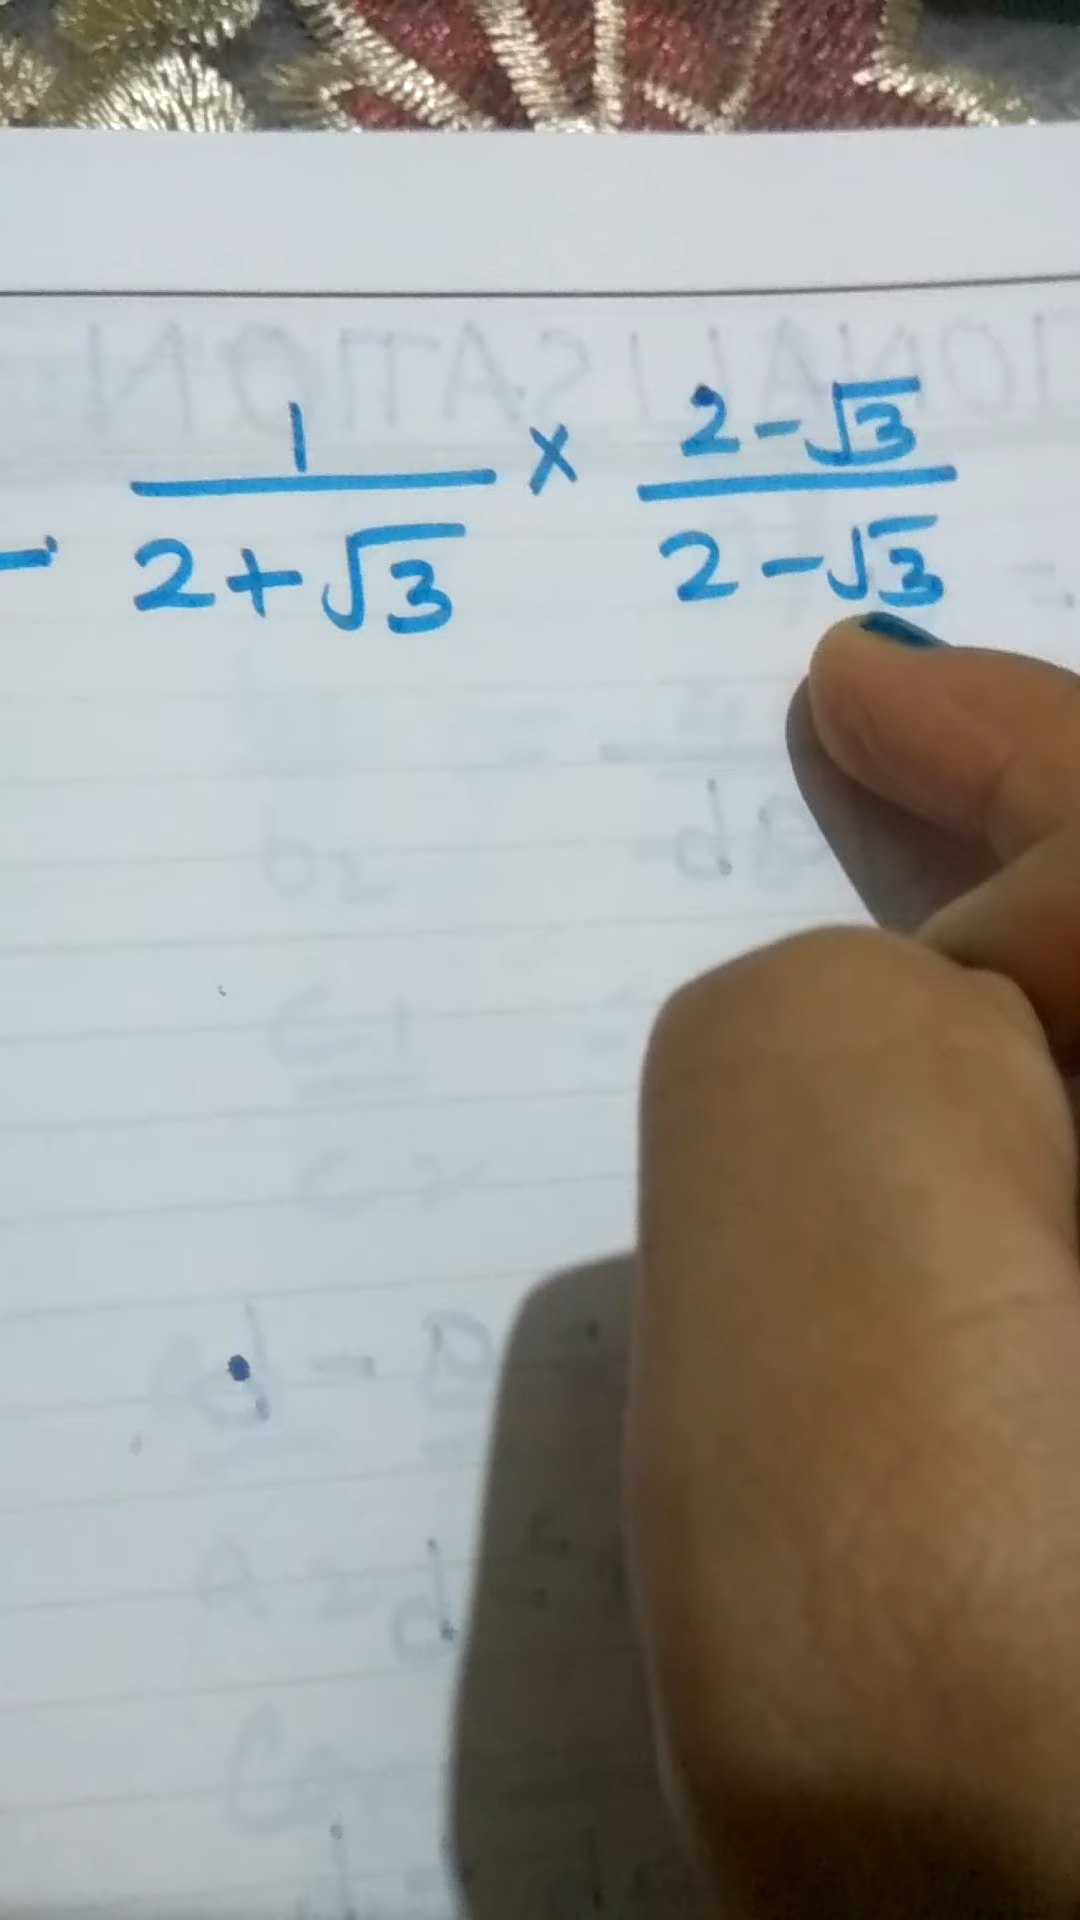 - 1/(2+√3) × (2-√3)/(2-√3)